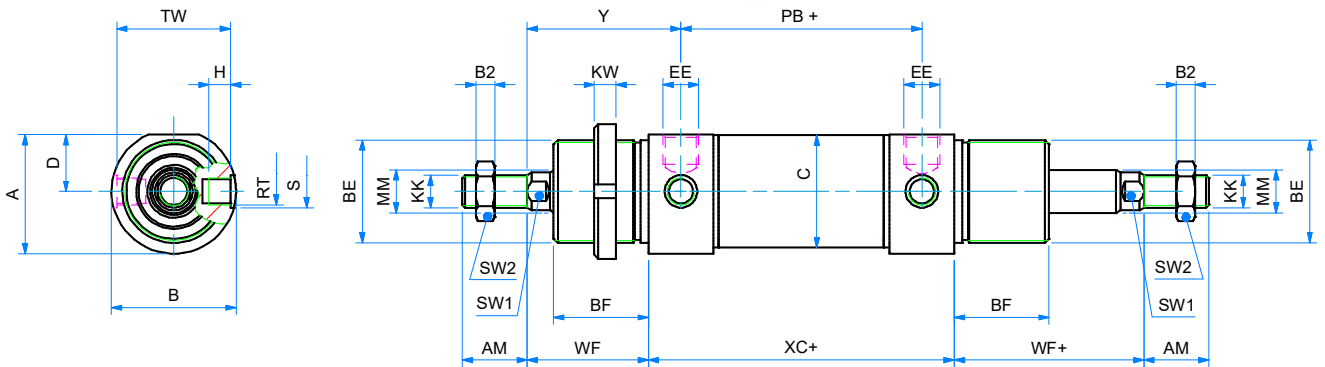 TW
Y
PB +
H
B2
KW
EE
EE
B2
D
A
RT
S
BE
MM
KK
C
KK
MM
BE
SW2
SW1
SW2
SW1
B
BF
BF
AM
WF
XC+
WF+
AM